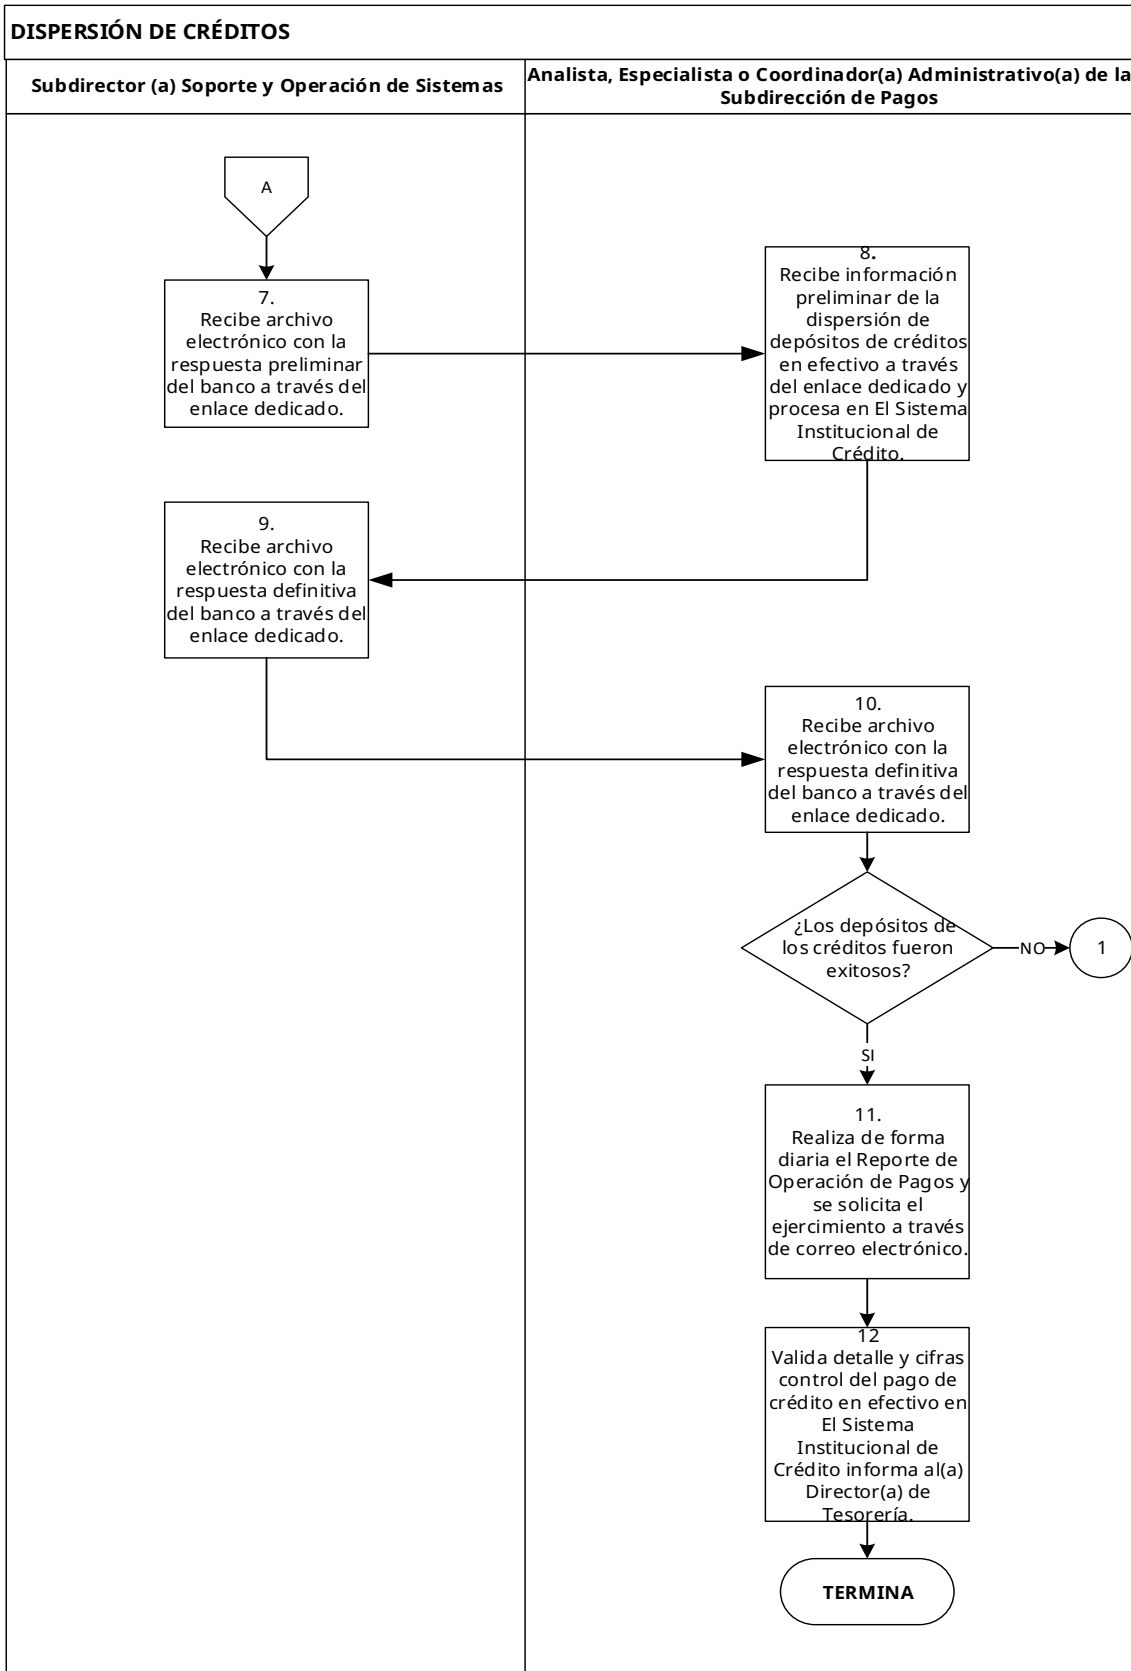 DISPERSIÓN DE CRÉDITOS
Subdirector (a) Soporte y Operación de Sistemas
Analista, Especialista o Coordinador(a) Administrativo(a) de la
Subdirección de Pagos
A
7.
Recibe archivo
electrónico con la
respuesta preliminar
del banco a través del
enlace dedicado.
8.
Recibe información
preliminar de la
dispersión de
depósitos de créditos
en efectivo a través
del enlace dedicado y
procesa en El Sistema
Institucional de
Crédito.
9.
Recibe archivo
electrónico con la
respuesta definitiva
del banco a través del
enlace dedicado.
10.
Recibe archivo
electrónico con la
respuesta definitiva
del banco a través del
enlace dedicado.
¿Los depósitos de
los créditos fueron
exitosos?
NO
1
SI
11.
Realiza de forma
diaria el Reporte de
Operación de Pagos y
se solicita el
ejercimiento a través
de correo electrónico.
12
Valida detalle y cifras
control del pago de
crédito en efectivo en
El Sistema
Institucional de
Crédito informa al(a)
Director(a) de
Tesorería.
TERMINA